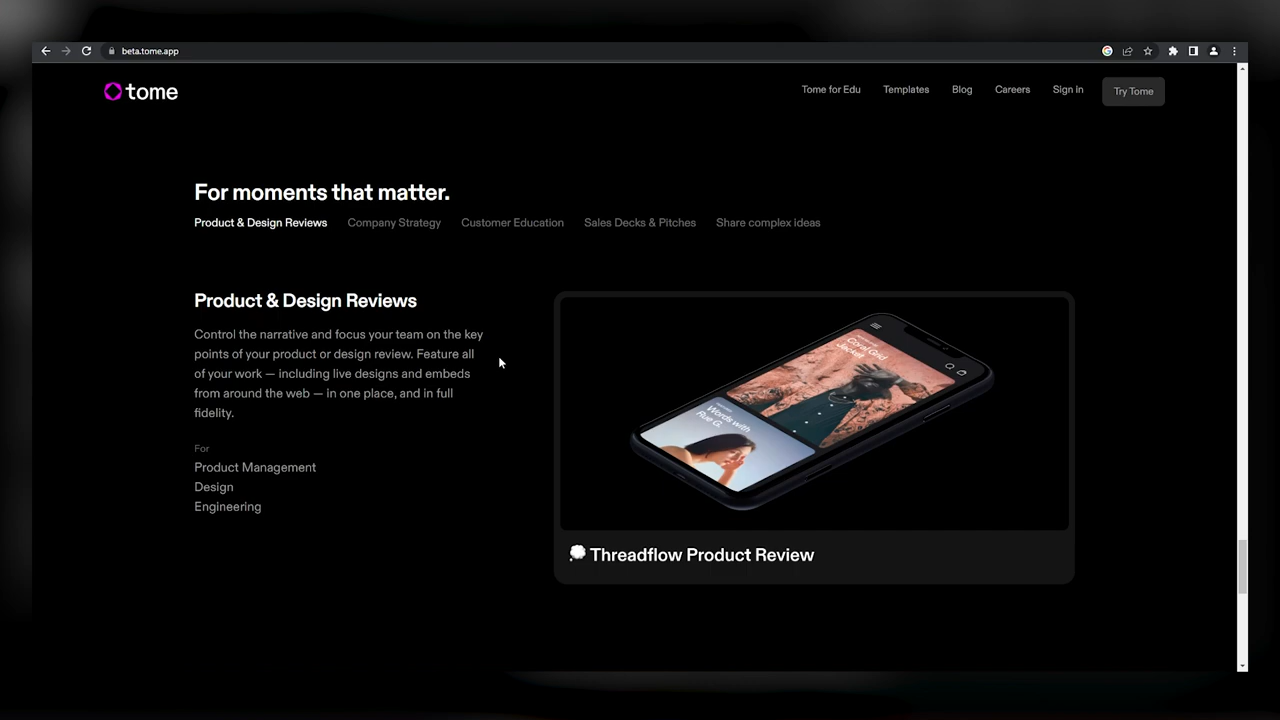 beta.tome.app
tome
Tome for Edu
Templates
Blog
Careers
Sign in
Try Tome
For moments that matter.
Product & Design Reviews
Company Strategy
Customer Education
Sales Decks & Pitches
Share complex ideas
Product & Design Reviews
Control the narrative and focus your team on the key
points of your product or design review. Feature all
of your work — including live designs and embeds
from around the web — in one place, and in full
fidelity.
For
Product Management
Design
Engineering
Coral Grid
Jacket
Words with
Rue G.
💭 Threadflow Product Review